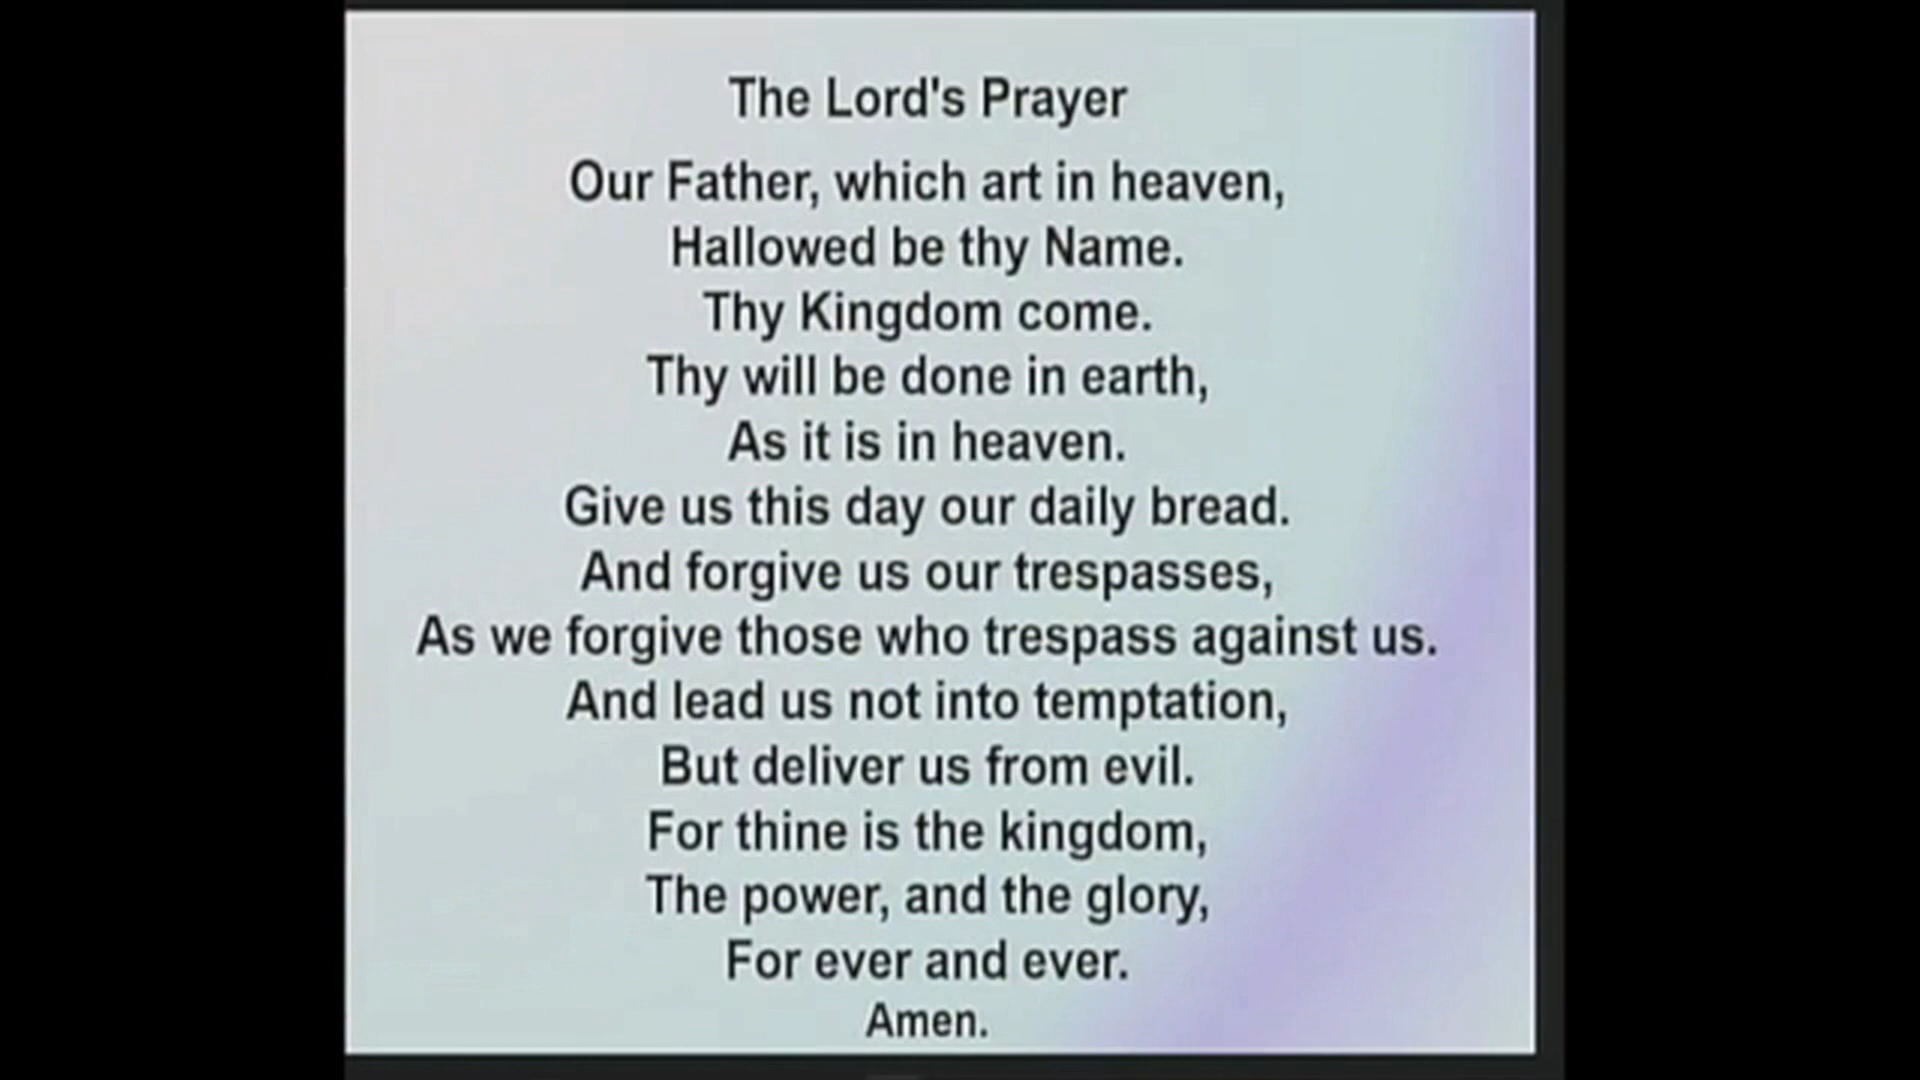 The Lord's Prayer
Our Father, which art in heaven,
Hallowed be thy Name.
Thy Kingdom come.
Thy will be done in earth,
As it is in heaven.
Give us this day our daily bread.
And forgive us our trespasses,
As we forgive those who trespass against us.
And lead us not into temptation,
But deliver us from evil.
For thine is the kingdom,
The power, and the glory,
For ever and ever.
Amen.